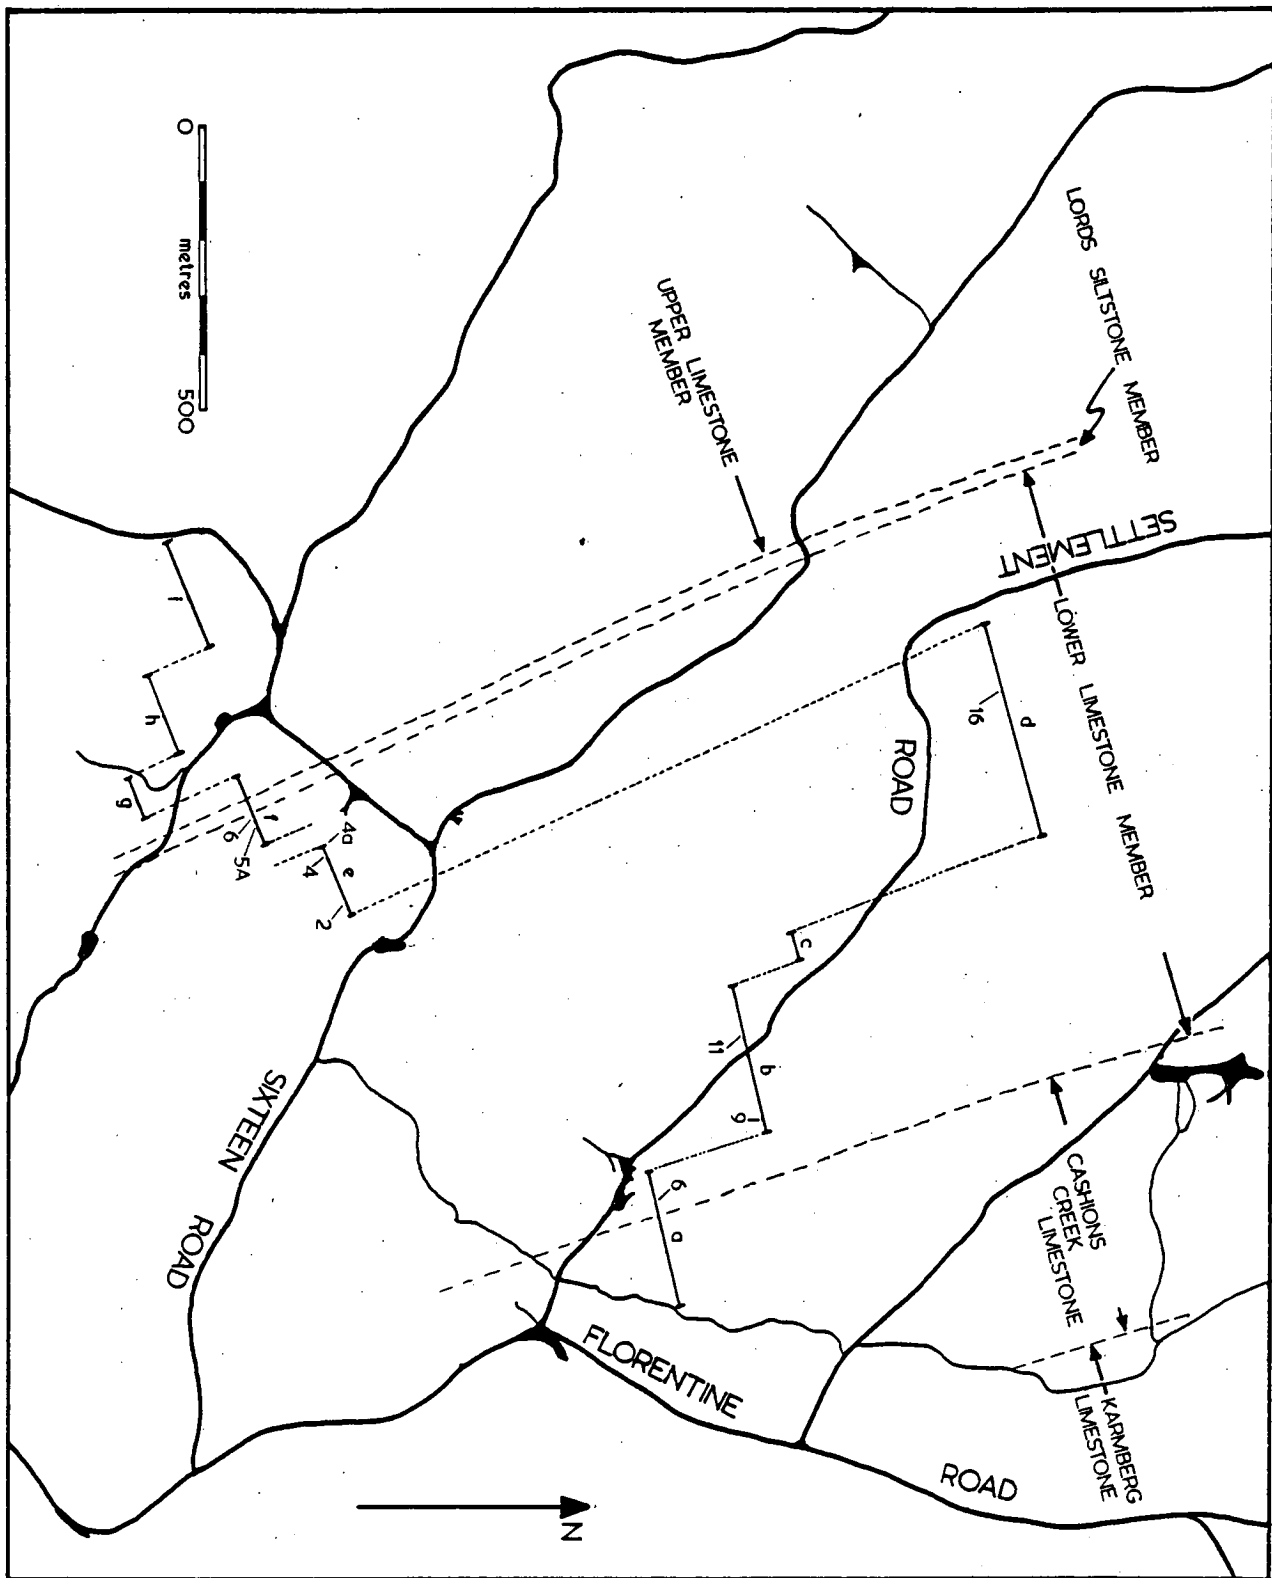 LORDS SILTSTONE MEMBER
UPPER LIMESTONE
MEMBER
SETTLEMENT
ROAD
LOWER LIMESTONE MEMBER
CASHIONS
CREEK
LIMESTONE
KARMBERG
LIMESTONE
FLORENTINE
ROAD
SIXTEEN
ROAD
0 metres 500
N
a
6
b
9
11
c
d
16
e
2
4
4a
f
5A
6
g
h
i